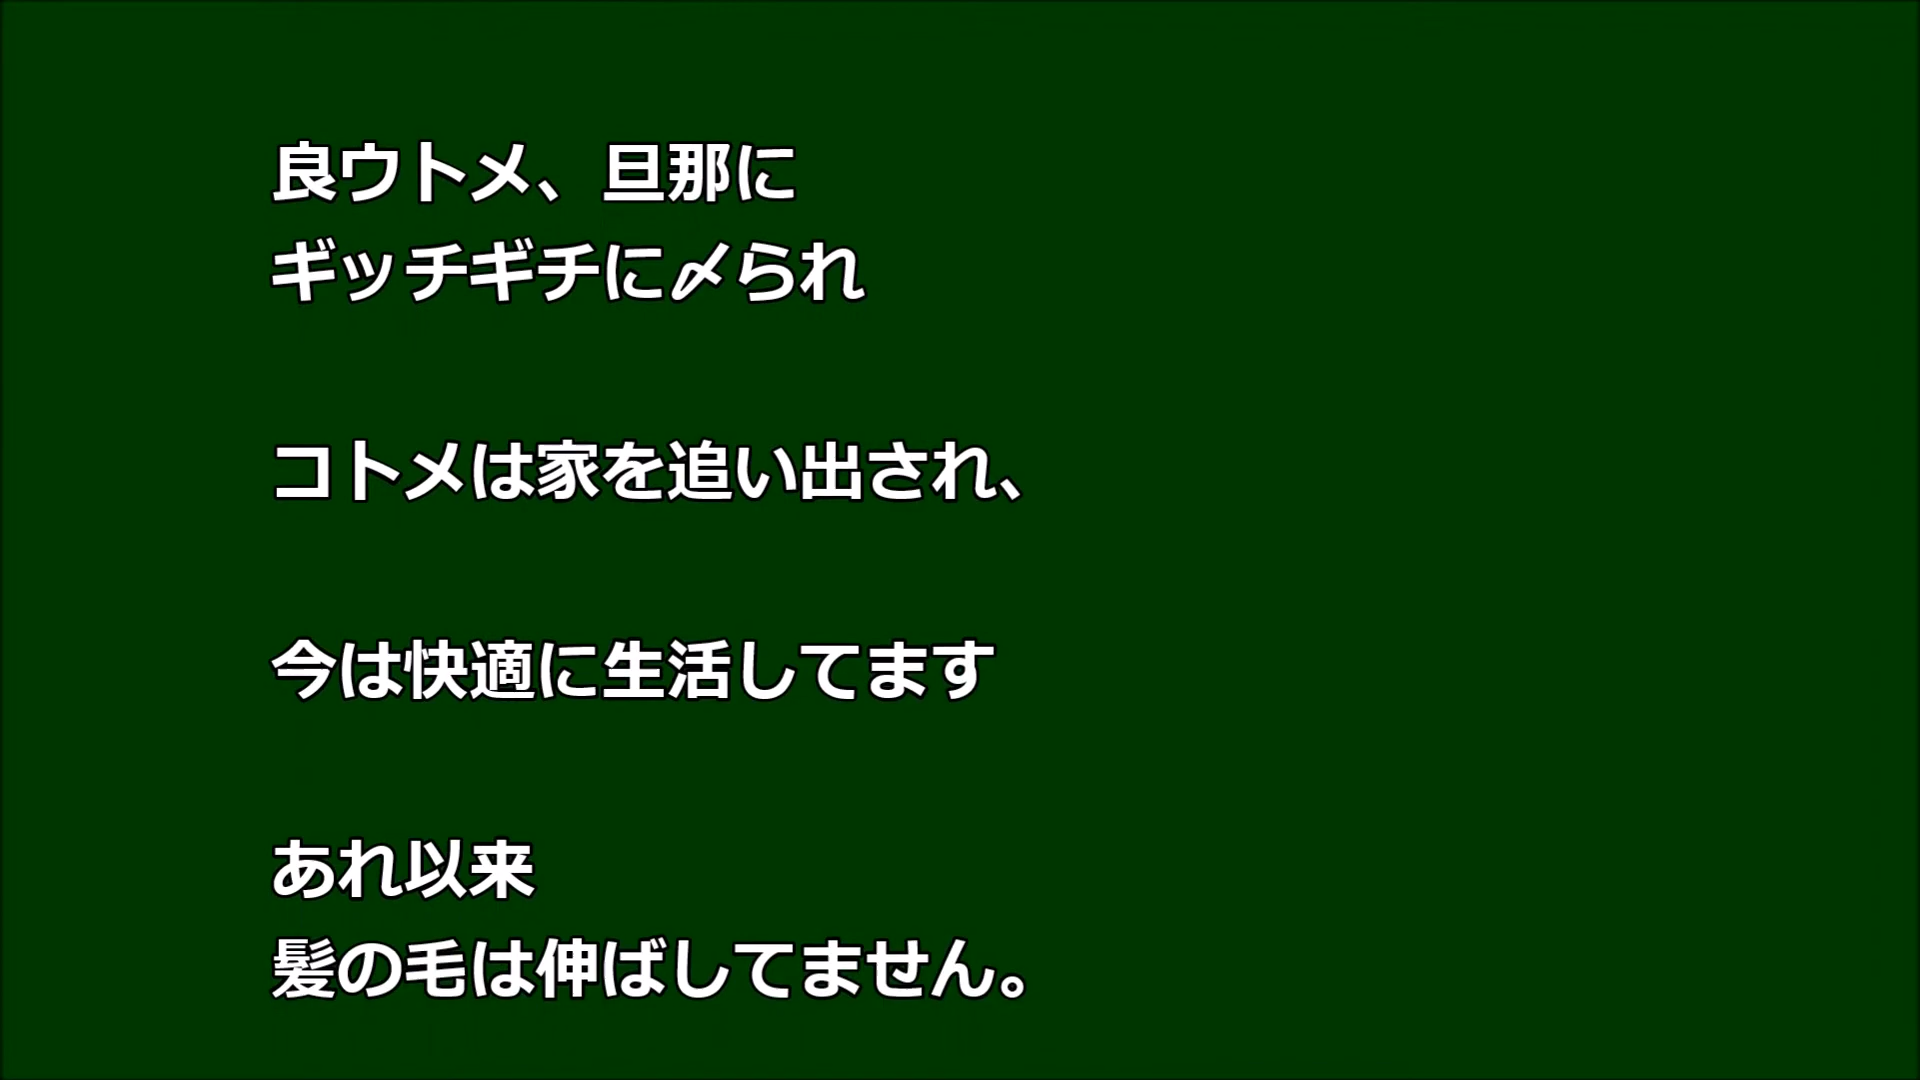 良ウトメ、旦那に
ギッチギチに〆られ
コトメは家を追い出され、
今は快適に生活してます
あれ以来
髪の毛は伸ばしてません。